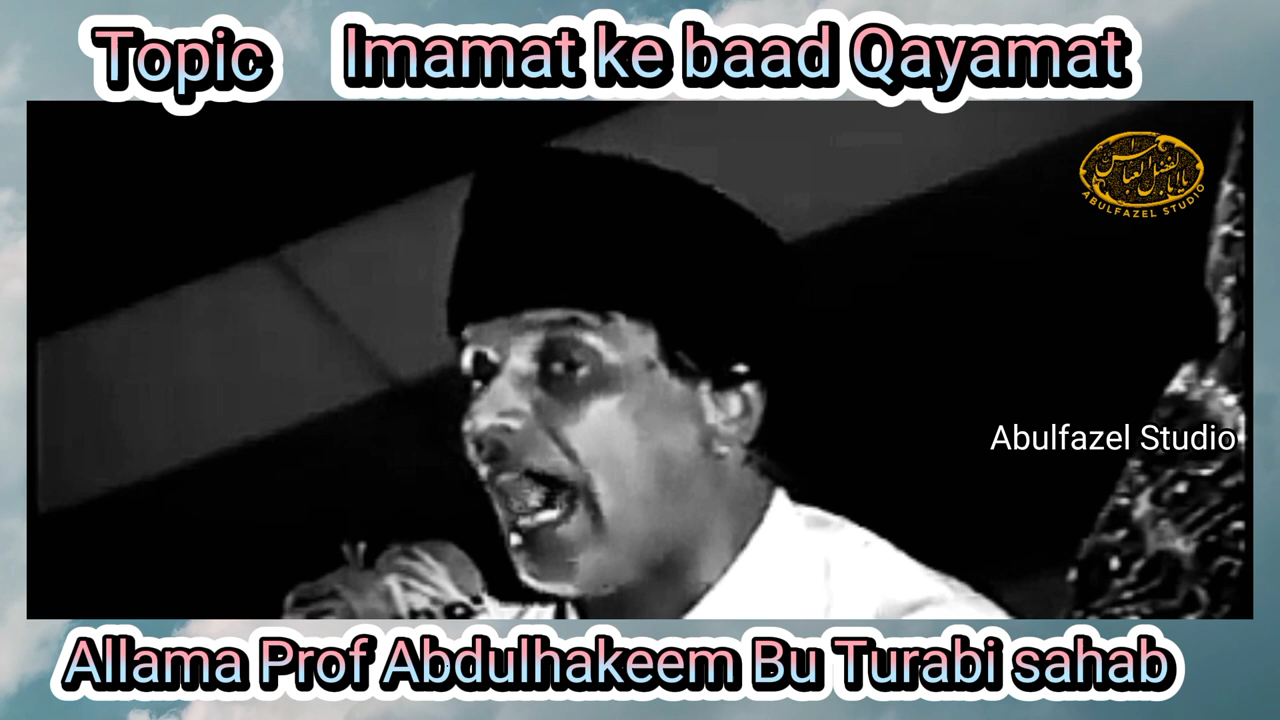 Topic Imamat ke baad Qayamat
ABULFAZEL STUDIO
Abulfazel Studio
Allama Prof Abdulhakeem Bu Turabi sahab